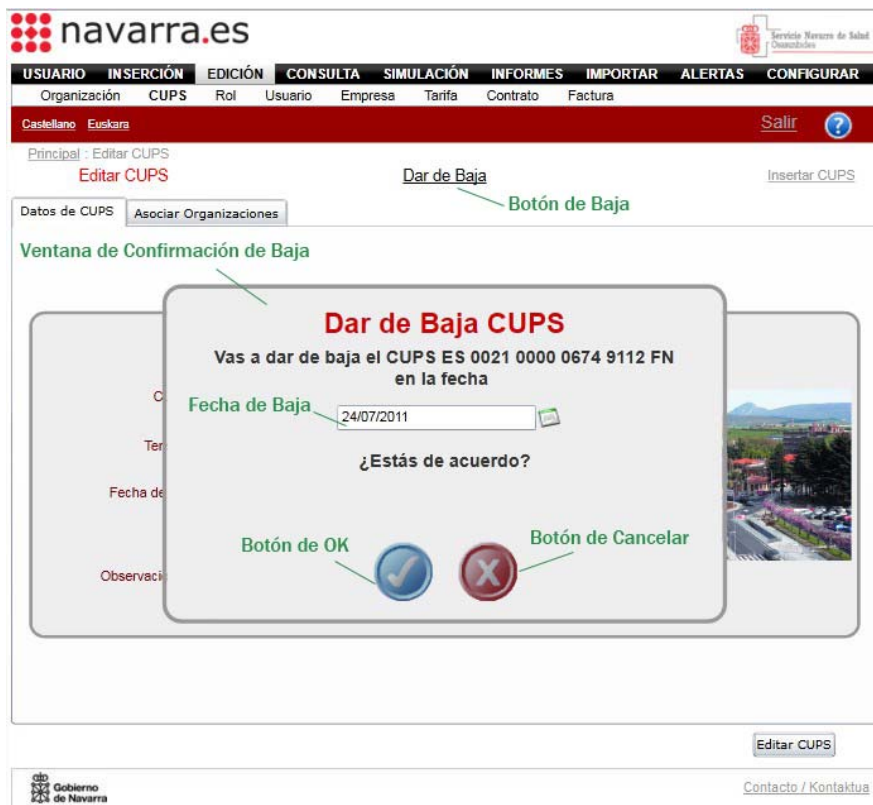 navarra.es
Servicio Navarro de Salud
Osasunbidea
USUARIO INSERCIÓN EDICIÓN CONSULTA SIMULACIÓN INFORMES IMPORTAR ALERTAS CONFIGURAR
Organización CUPS Rol Usuario Empresa Tarifa Contrato Factura
Castellano Euskara Salir ?
Principal : Editar CUPS
Editar CUPS Dar de Baja Insertar CUPS
Botón de Baja
Datos de CUPS Asociar Organizaciones
Ventana de Confirmación de Baja
Dar de Baja CUPS
Vas a dar de baja el CUPS ES 0021 0000 0674 9112 FN
en la fecha
C
Fecha de Baja
24/07/2011
Ter
¿Estás de acuerdo?
Fecha de
Botón de OK Botón de Cancelar
Observaci
Editar CUPS
Gobierno
de Navarra
Contacto / Kontaktua